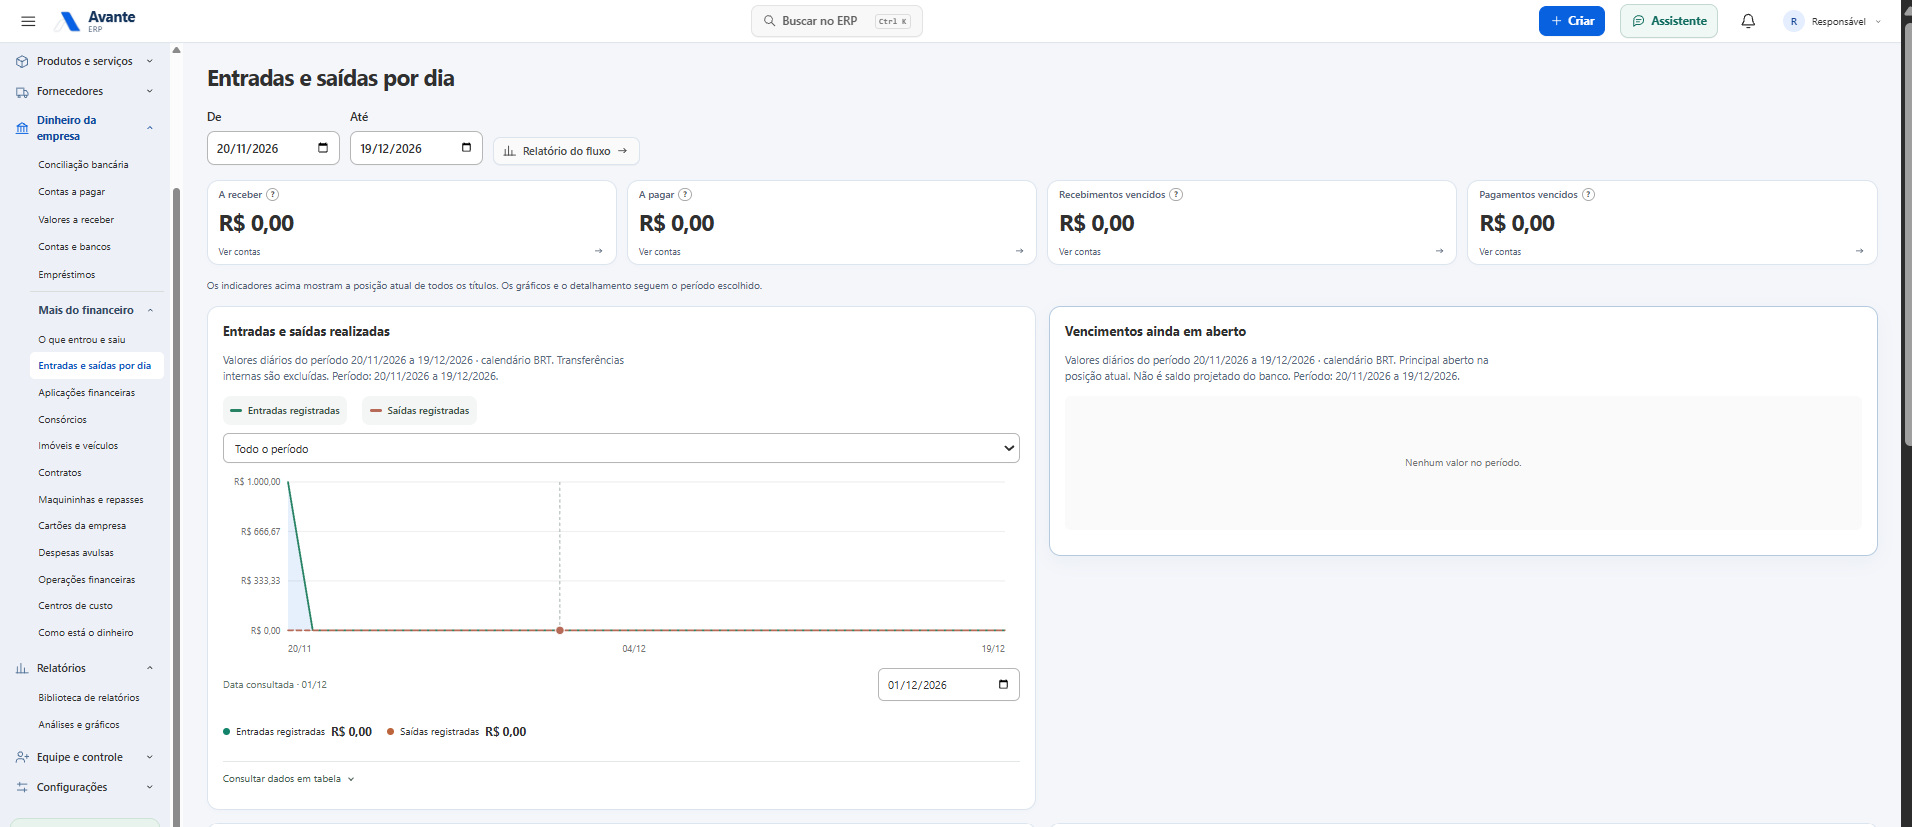 Avante
ERP
Buscar no ERP
Ctrl K
Criar
Assistente
R
Responsável
Produtos e serviços
Fornecedores
Dinheiro da
empresa
Conciliação bancária
Contas a pagar
Valores a receber
Contas e bancos
Empréstimos
Mais do financeiro
O que entrou e saiu
Entradas e saídas por dia
Aplicações financeiras
Consórcios
Imóveis e veículos
Contratos
Maquininhas e repasses
Cartões da empresa
Despesas avulsas
Operações financeiras
Centros de custo
Como está o dinheiro
Relatórios
Biblioteca de relatórios
Análises e gráficos
Equipe e controle
Configurações
Entradas e saídas por dia
De
Até
20/11/2026
19/12/2026
Relatório do fluxo →
A receber ?
R$ 0,00
Ver contas →
A pagar ?
R$ 0,00
Ver contas →
Recebimentos vencidos ?
R$ 0,00
Ver contas →
Pagamentos vencidos ?
R$ 0,00
Ver contas →
Os indicadores acima mostram a posição atual de todos os títulos. Os gráficos e o detalhamento seguem o período escolhido.
Entradas e saídas realizadas
Valores diários do período 20/11/2026 a 19/12/2026 · calendário BRT. Transferências
internas são excluídas. Período: 20/11/2026 a 19/12/2026.
Entradas registradas
Saídas registradas
Todo o período
R$ 1.000,00
R$ 666,67
R$ 333,33
R$ 0,00
20/11
04/12
19/12
Data consultada · 01/12
01/12/2026
Entradas registradas R$ 0,00
Saídas registradas R$ 0,00
Consultar dados em tabela
Vencimentos ainda em aberto
Valores diários do período 20/11/2026 a 19/12/2026 · calendário BRT. Principal aberto na
posição atual. Não é saldo projetado do banco. Período: 20/11/2026 a 19/12/2026.
Nenhum valor no período.